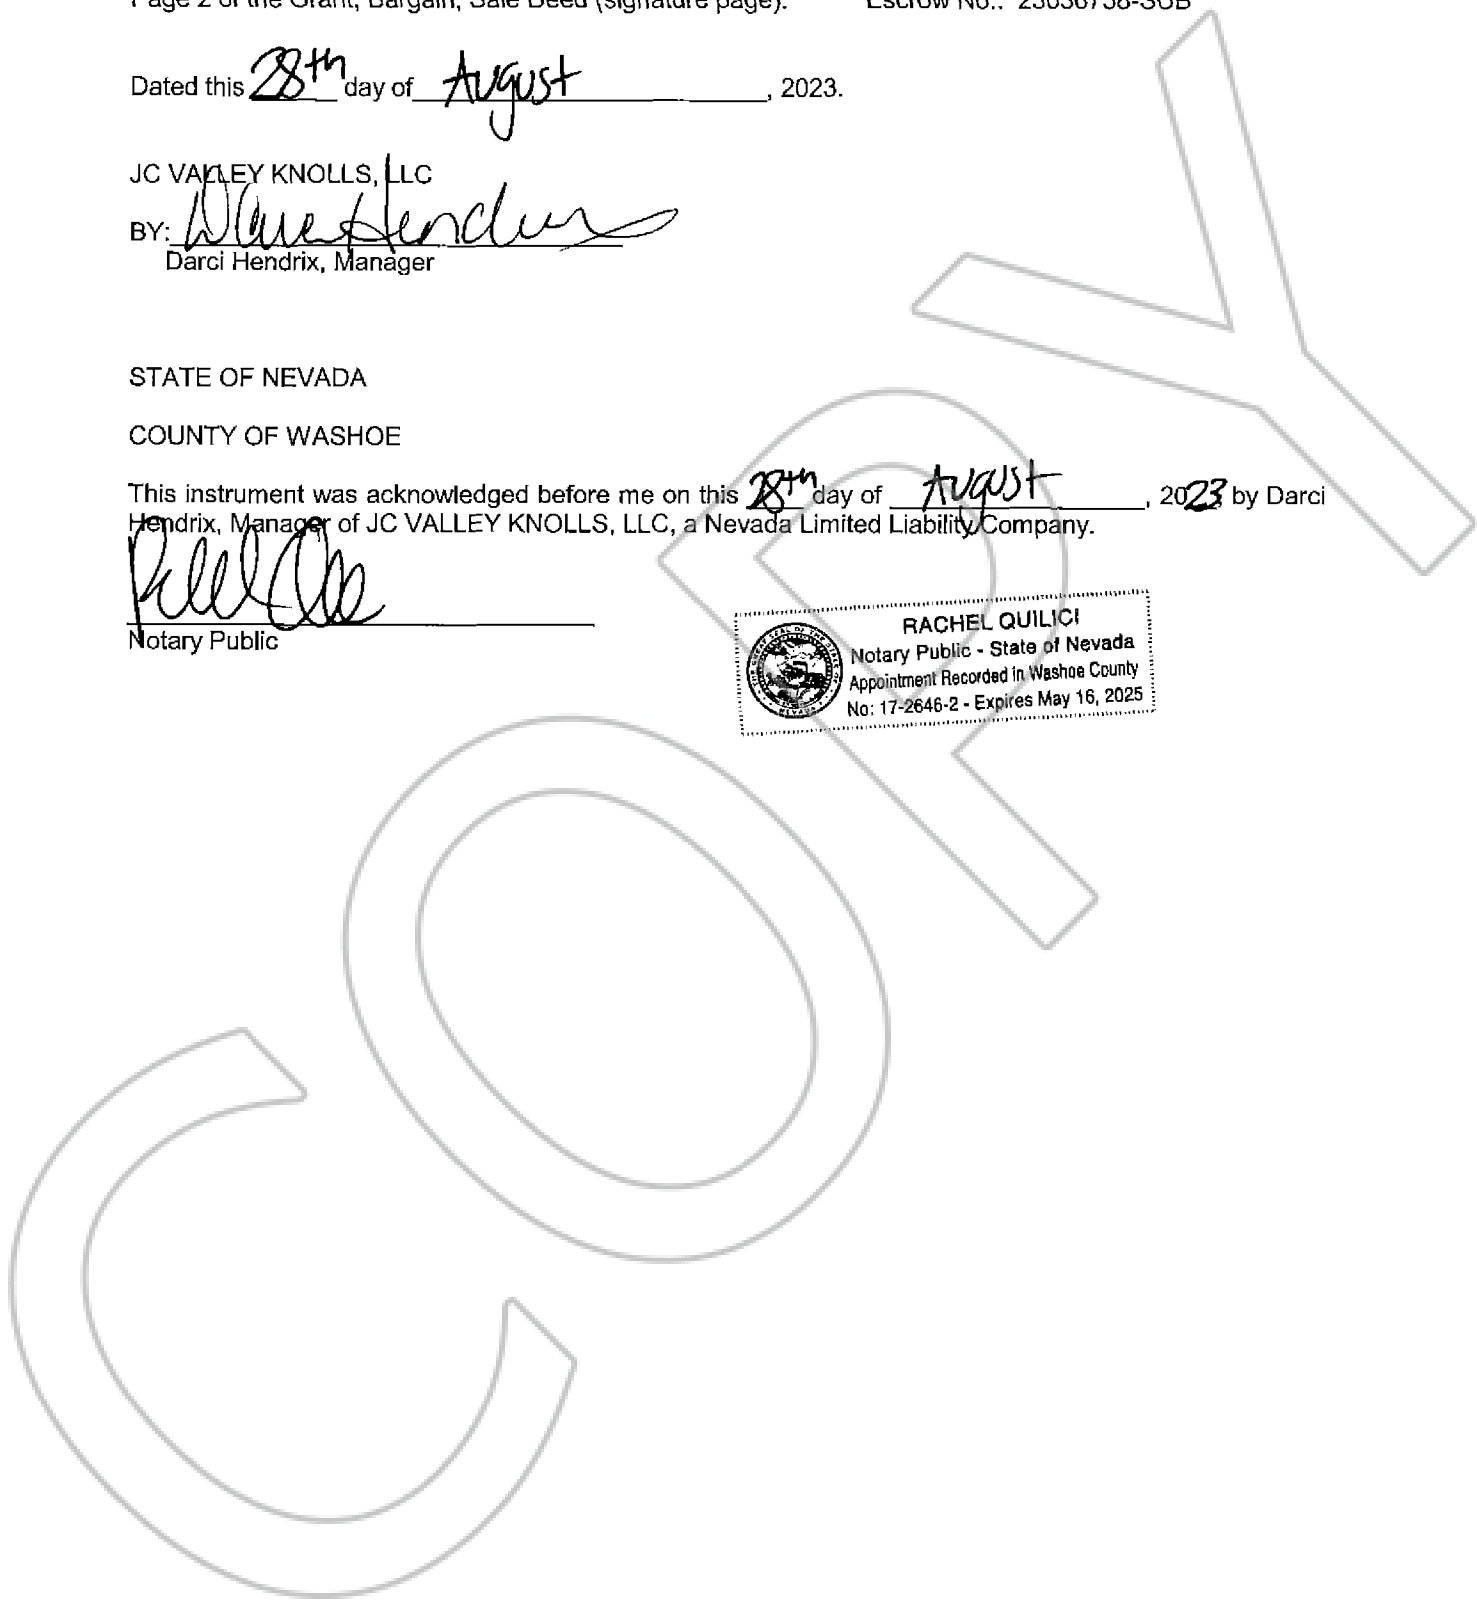 Page 2 of the Grant, Bargain, Sale Deed (signature page). Escrow No.: 23036758-SGB
Dated this 28th day of August, 2023.
JC VALLEY KNOLLS, LLC
BY:
Darci Hendrix, Manager
STATE OF NEVADA
COUNTY OF WASHOE
This instrument was acknowledged before me on this 28th day of August, 2023 by Darci
Hendrix, Manager of JC VALLEY KNOLLS, LLC, a Nevada Limited Liability Company.
Notary Public
RACHEL QUILICI
Notary Public - State of Nevada
Appointment Recorded in Washoe County
No: 17-2646-2 - Expires May 16, 2025
COPY